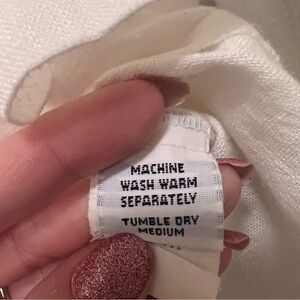 MACHINE
WASH WARM
SEPARATELY
TUMBLE DRY
MEDIUM